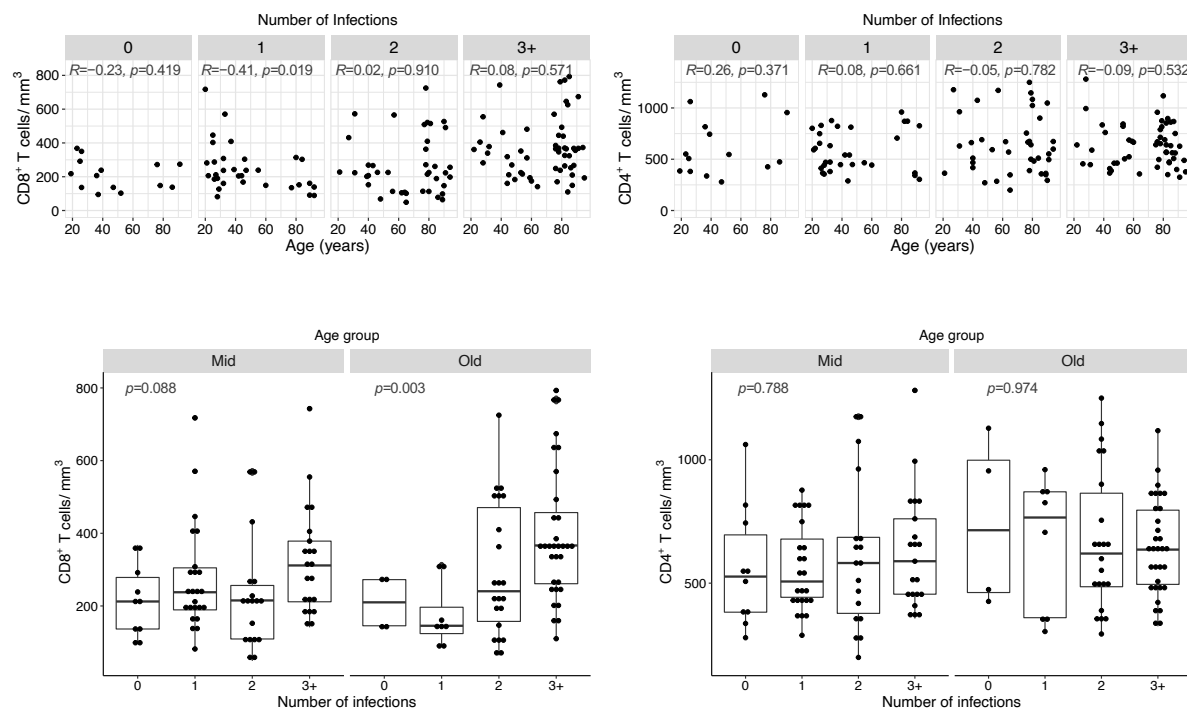 Number of Infections
0 1 2 3+
R=−0.23, p=0.419 R=−0.41, p=0.019 R=0.02, p=0.910 R=0.08, p=0.571
CD8+ T cells/ mm3
800
600
400
200
0
20 40 60 80 20 40 60 80 20 40 60 80 20 40 60 80
Age (years)
Number of Infections
0 1 2 3+
R=0.26, p=0.371 R=0.08, p=0.661 R=−0.05, p=0.782 R=−0.09, p=0.532
CD4+ T cells/ mm3
1000
500
0
20 40 60 80 20 40 60 80 20 40 60 80 20 40 60 80
Age (years)
Age group
Mid Old
p=0.088 p=0.003
CD8+ T cells/ mm3
800
600
400
200
0 1 2 3+ 0 1 2 3+
Number of infections
Age group
Mid Old
p=0.788 p=0.974
CD4+ T cells/ mm3
1000
500
0 1 2 3+ 0 1 2 3+
Number of infections